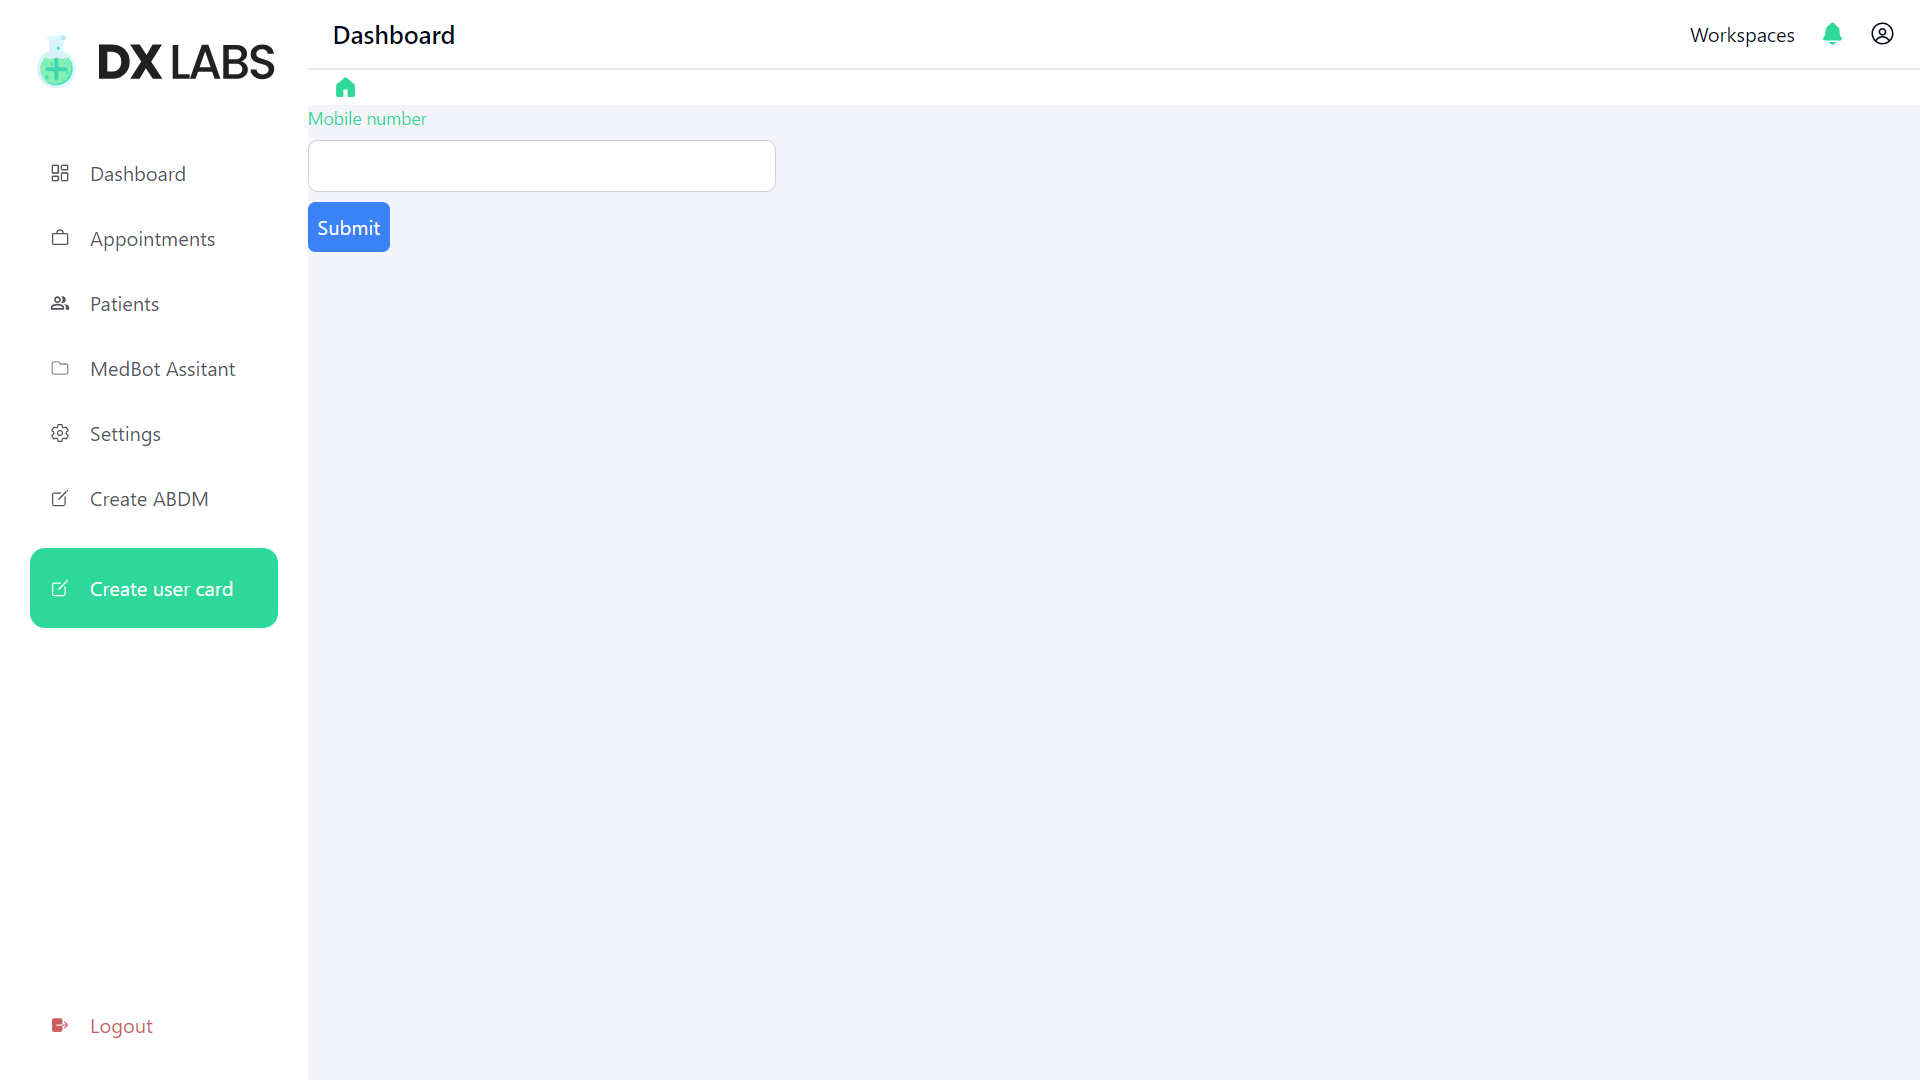 DX LABS
Dashboard
Appointments
Patients
MedBot Assitant
Settings
Create ABDM
Create user card
Logout
Dashboard
Workspaces
Mobile number
Submit